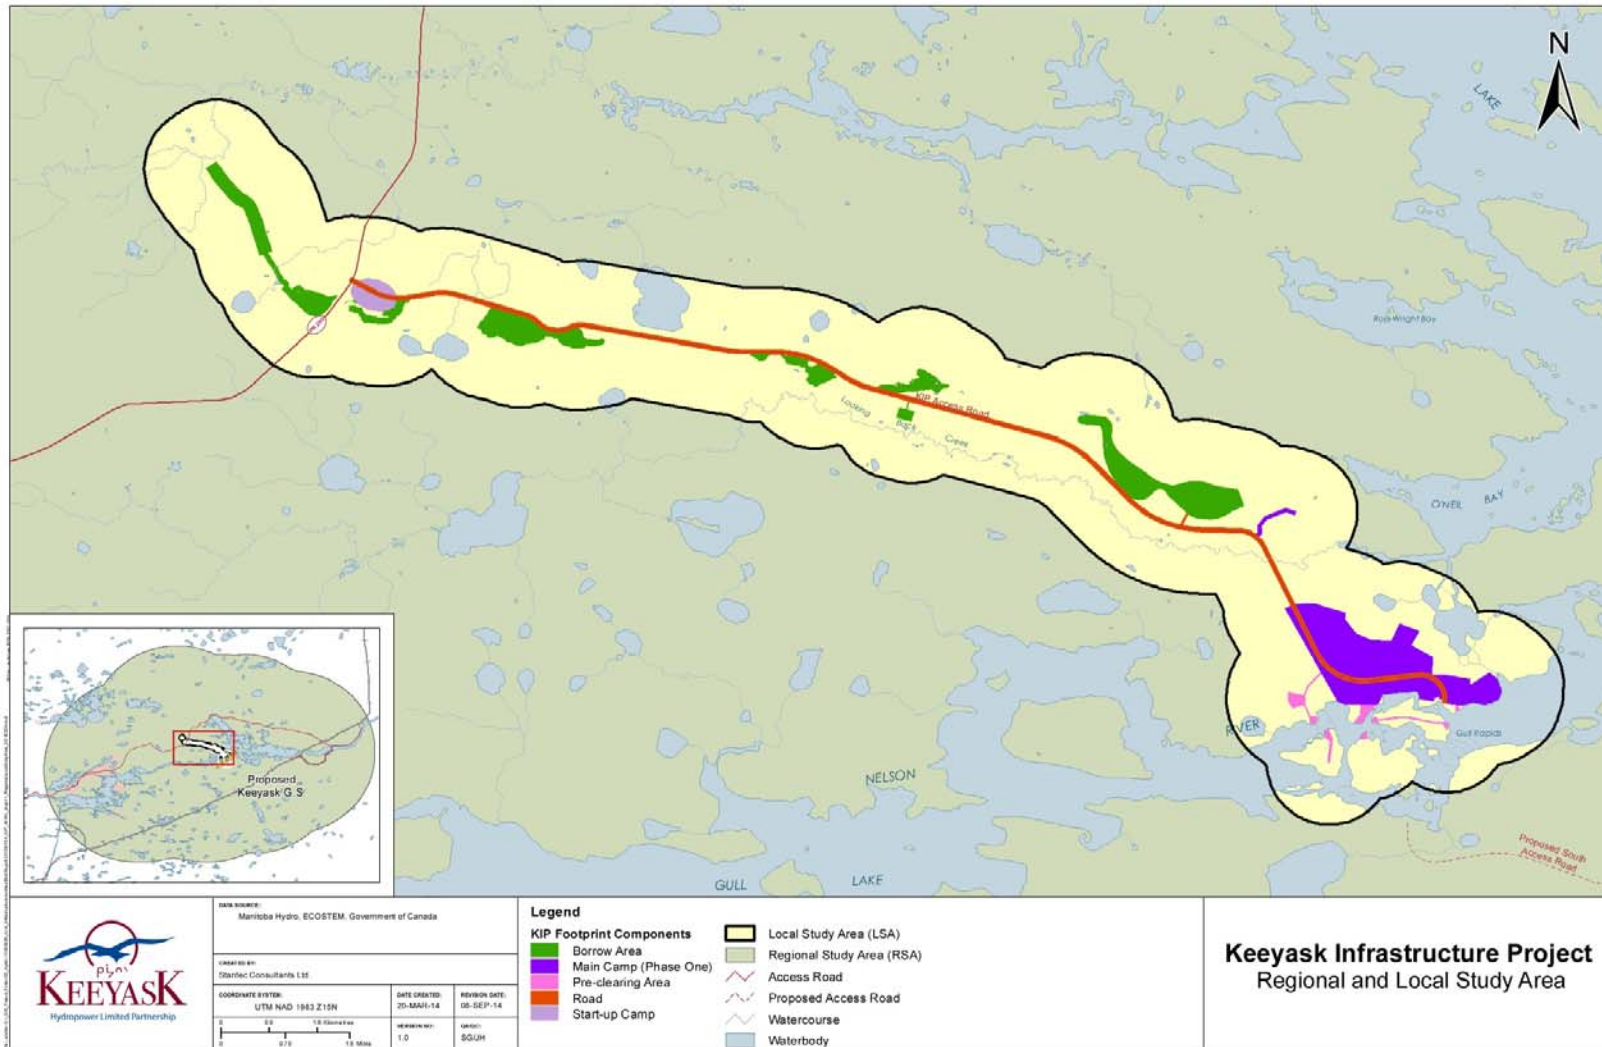 N
LAKE
Ross Wright Bay
KIP Access Road
Looking
Back
Creek
O'NEIL BAY
RIVER
Gull Rapids
NELSON
GULL LAKE
Proposed South
Access Road
Proposed
Keeyask G.S.
KEEYASK
Hydropower Limited Partnership
DATA SOURCE:
Manitoba Hydro, ECOSTEM, Government of Canada
CREATED BY:
Stantec Consultants Ltd.
COORDINATE SYSTEM:
UTM NAD 1983 Z15N
DATE CREATED:
20-MAR-14
REVISION DATE:
08-SEP-14
VERSION NO:
1.0
QA/QC:
Legend
KIP Footprint Components
Borrow Area
Main Camp (Phase One)
Pre-clearing Area
Road
Start-up Camp
Local Study Area (LSA)
Regional Study Area (RSA)
Access Road
Proposed Access Road
Watercourse
Waterbody
Keeyask Infrastructure Project
Regional and Local Study Area